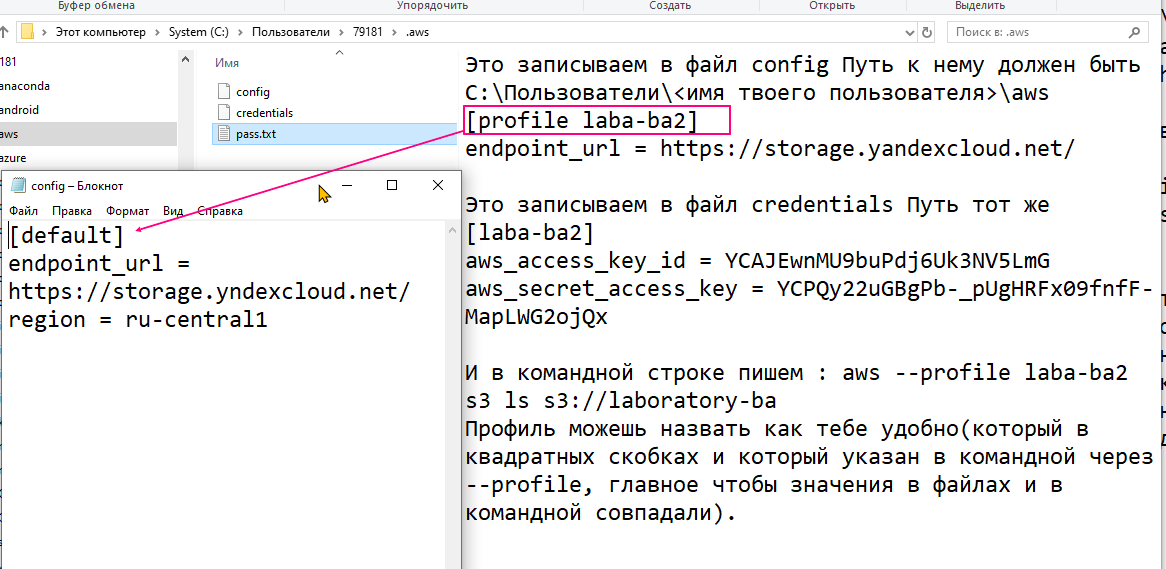 Буфер обмена
Упорядочить
Создать
Открыть
Выделить
Этот компьютер > System (C:) > Пользователи > 79181 > .aws
Поиск в: .aws
181
anaconda
android
aws
azure
Имя
config
credentials
pass.txt
config – Блокнот
Файл Правка Формат Вид Справка
[default]
endpoint_url =
https://storage.yndexcloud.net/
region = ru-central1
Это записываем в файл config Путь к нему должен быть
C:\Пользователи\<имя твоего пользователя>\aws
[profile laba-ba2]
endpoint_url = https://storage.yandexcloud.net/
Это записываем в файл credentials Путь тот же
[laba-ba2]
aws_access_key_id = YCAJEwnMU9buPdj6Uk3NV5LmG
aws_secret_access_key = YCPQy22uGBgPb-_pUgHRFx09fnfF-
MapLWG2ojQx
И в командной строке пишем : aws --profile laba-ba2
s3 ls s3://laboratory-ba
Профиль можешь назвать как тебе удобно(который в
квадратных скобках и который указан в командной через
--profile, главное чтобы значения в файлах и в
командной совпадали).